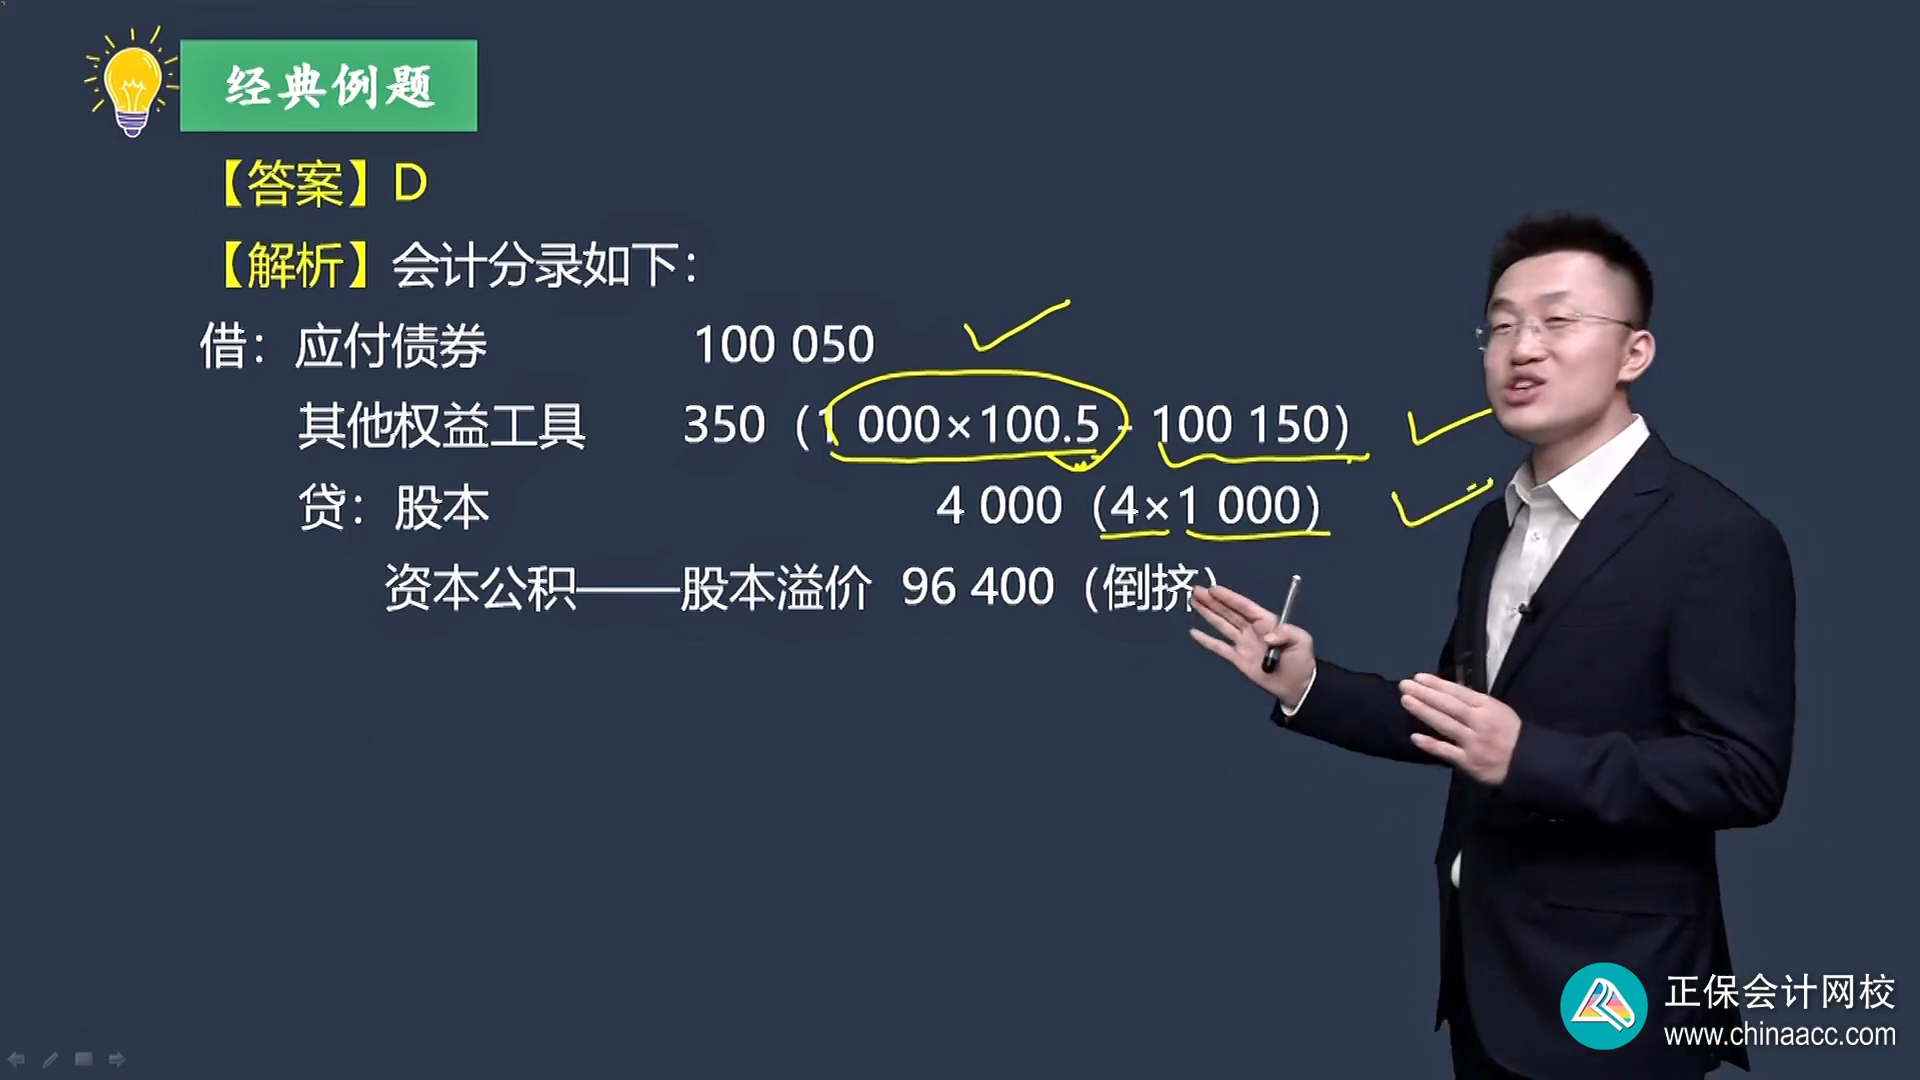 经典例题
【答案】D
【解析】会计分录如下：
借：应付债券 100 050
其他权益工具 350（1 000×100.5－100 150）
贷：股本 4 000（4×1 000）
资本公积——股本溢价 96 400（倒挤）
正保会计网校
www.chinaacc.com